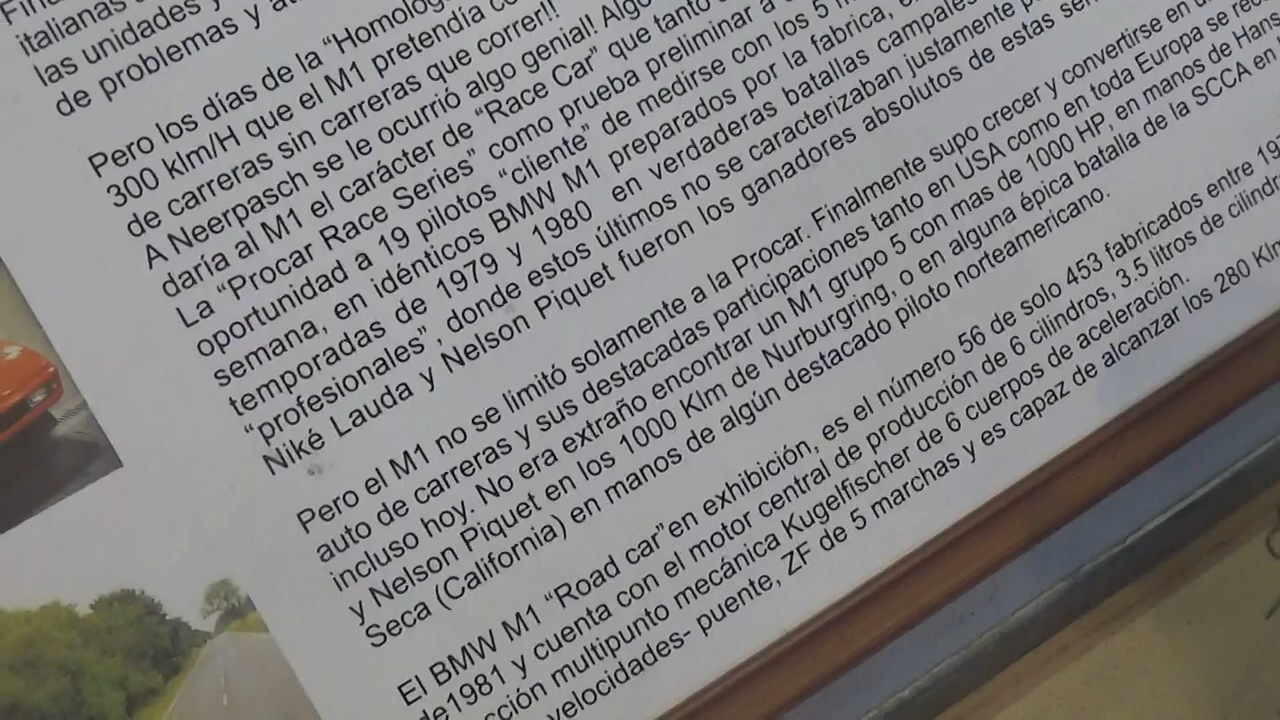 italianas
las unidades y
de problemas y
Pero los días de la “Homolog
300 klm/H que el M1 pretendía
de carreras sin carreras que correr!!
A Neerpasch se le ocurrió algo genial! Algo
daría al M1 el carácter de “Race Car” que tanto
La “Procar Race Series” como prueba preliminar a
oportunidad a 19 pilotos “cliente” de medirse con los 5
semana, en idénticos BMW M1 preparados por la fabrica,
temporadas de 1979 y 1980 en verdaderas batallas campales
“profesionales”, donde estos últimos no se caracterizaban justamente
Niké Lauda y Nelson Piquet fueron los ganadores absolutos de estas
Pero el M1 no se limitó solamente a la Procar. Finalmente supo crecer y convertirse en
auto de carreras y sus destacadas participaciones tanto en USA como en toda Europa se
incluso hoy. No era extraño encontrar un M1 grupo 5 con mas de 1000 HP, en manos de Hans
y Nelson Piquet en los 1000 Klm de Nurburgring, o en alguna épica batalla de la SCCA en
Seca (California) en manos de algún destacado piloto norteamericano.
El BMW M1 “Road car”en exhibición, es el número 56 de solo 453 fabricados entre 19
de1981 y cuenta con el motor central de producción de 6 cilindros, 3.5 litros de cilindr
cción multipunto mecánica Kugelfischer de 6 cuerpos de aceleración.
velocidades- puente, ZF de 5 marchas y es capaz de alcanzar los 280 Klm